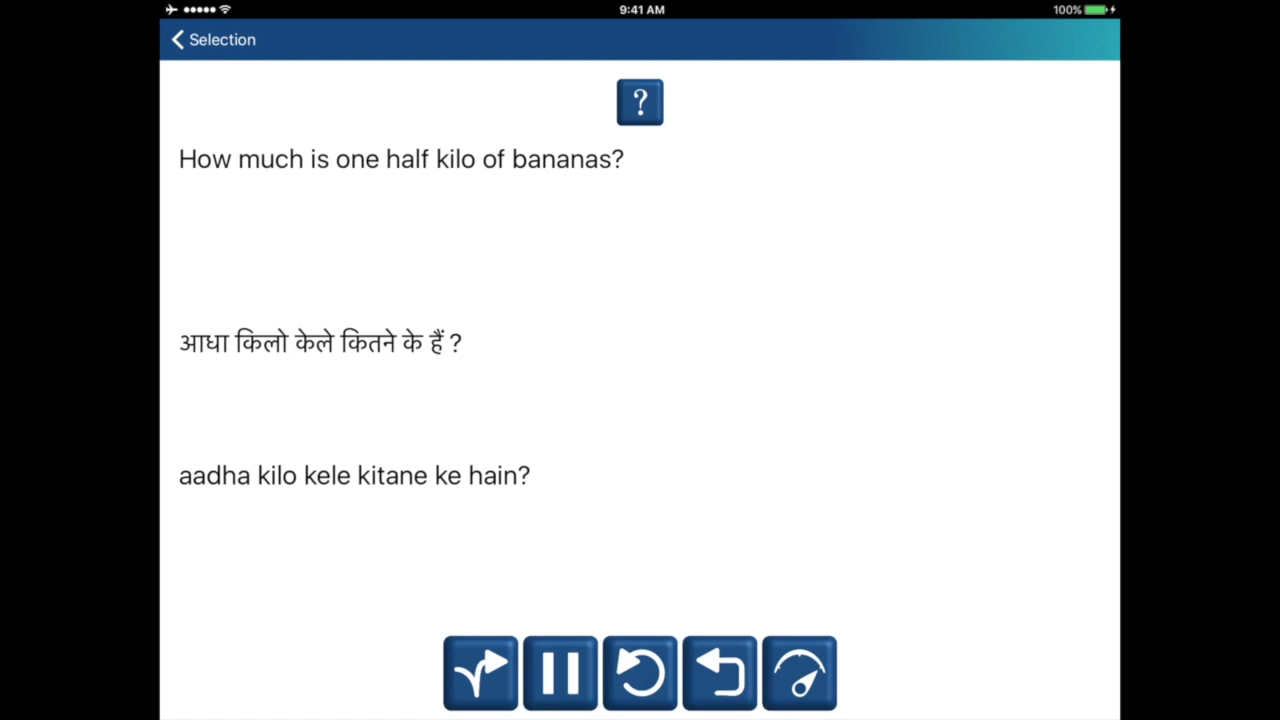 9:41 AM
100%
Selection
?
How much is one half kilo of bananas?
आधा किलो केले कितने के हैं ?
aadha kilo kele kitane ke hain?